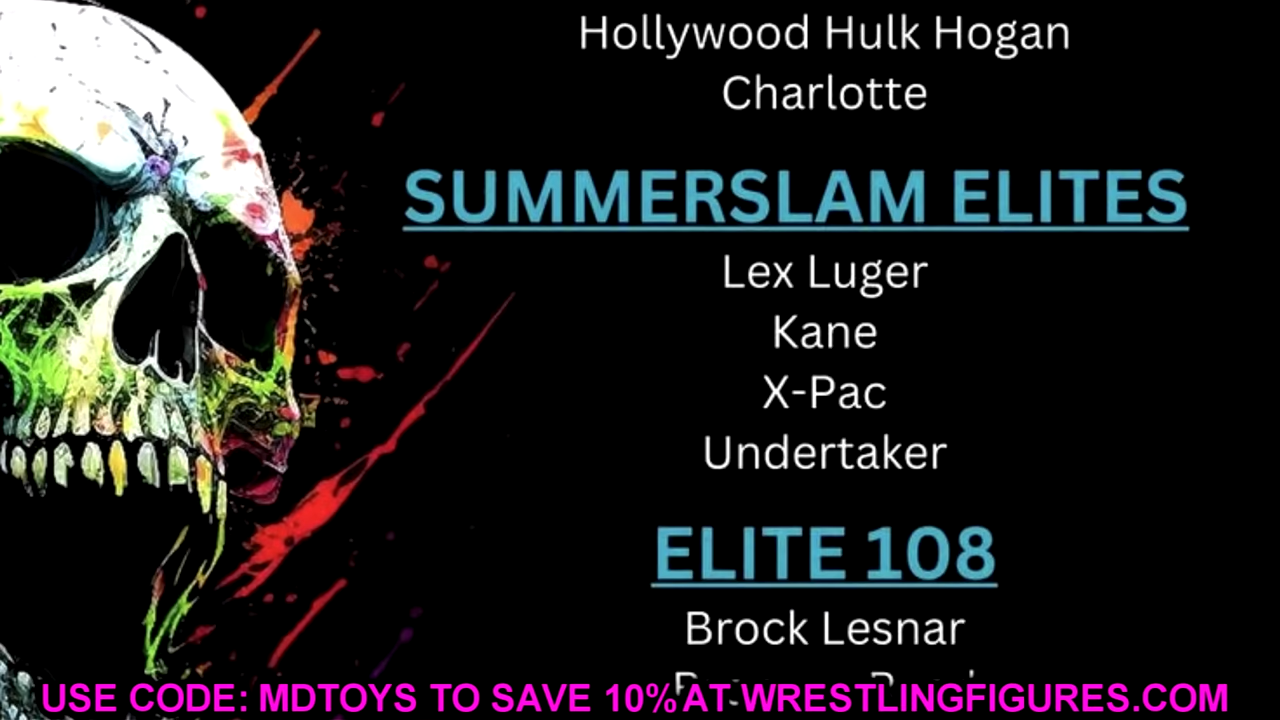 Hollywood Hulk Hogan
Charlotte
SUMMERSLAM ELITES
Lex Luger
Kane
X-Pac
Undertaker
ELITE 108
Brock Lesnar
USE CODE: MDTOYS TO SAVE 10% AT WRESTLINGFIGURES.COM